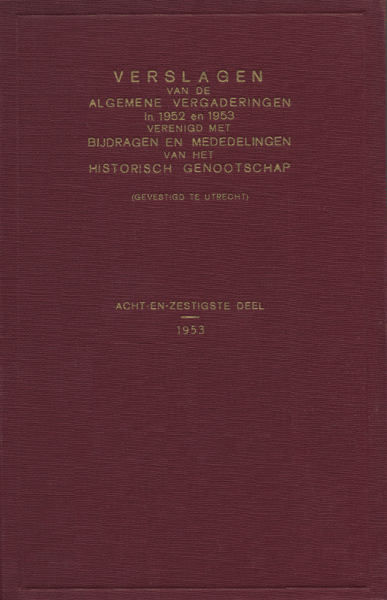 VERSLAGEN
VAN DE
ALGEMENE VERGADERINGEN
in 1952 en 1953
VERENIGD MET
BIJDRAGEN EN MEDEDELINGEN
VAN HET
HISTORISCH GENOOTSCHAP
(GEVESTIGD TE UTRECHT)
ACHT-EN-ZESTIGSTE DEEL
1953